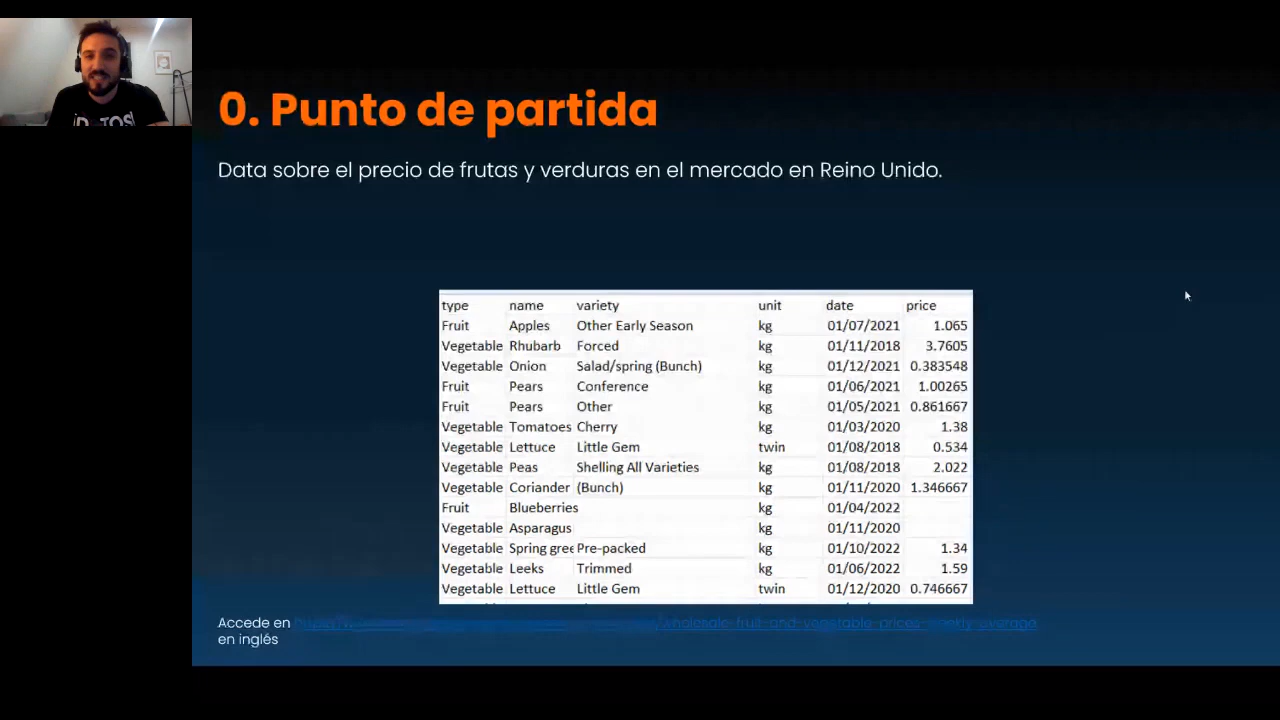 0. Punto de partida
Data sobre el precio de frutas y verduras en el mercado en Reino Unido.
type name variety unit date price
Fruit Apples Other Early Season kg 01/07/2021 1.065
Vegetable Rhubarb Forced kg 01/11/2018 3.7605
Vegetable Onion Salad/spring (Bunch) kg 01/12/2021 0.383548
Fruit Pears Conference kg 01/06/2021 1.00265
Fruit Pears Other kg 01/05/2021 0.861667
Vegetable Tomatoes Cherry kg 01/03/2020 1.38
Vegetable Lettuce Little Gem twin 01/08/2018 0.534
Vegetable Peas Shelling All Varieties kg 01/08/2018 2.022
Vegetable Coriander (Bunch) kg 01/11/2020 1.346667
Fruit Blueberries kg 01/04/2022
Vegetable Asparagus kg 01/11/2020
Vegetable Spring gree Pre-packed kg 01/10/2022 1.34
Vegetable Leeks Trimmed kg 01/06/2022 1.59
Vegetable Lettuce Little Gem twin 01/12/2020 0.746667
Accede en /wholesale-fruit-and-vegetable-prices-weekly-average
en inglés